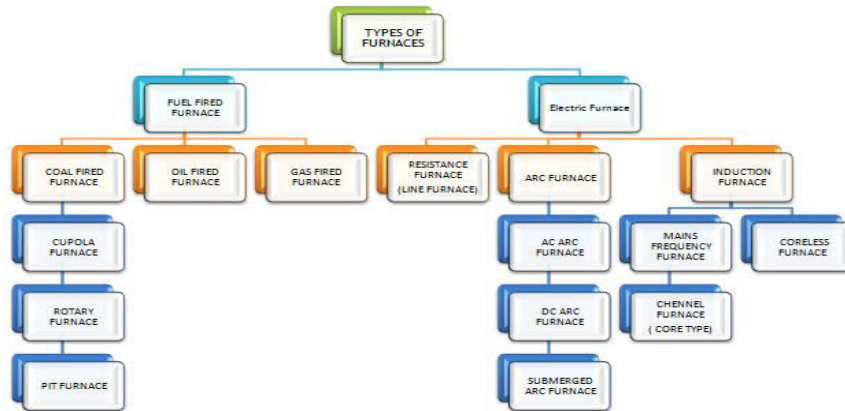 TYPES OF
FURNACES
FUEL FIRED
FURNACE
Electric Furnace
COAL FIRED
FURNACE
OIL FIRED
FURNACE
GAS FIRED
FURNACE
RESISTANCE
FURNACE
(LINE FURNACE)
ARC FURNACE
INDUCTION
FURNACE
CUPOLA
FURNACE
AC ARC
FURNACE
MAINS
FREQUENCY
FURNACE
CORELESS
FURNACE
ROTARY
FURNACE
DC ARC
FURNACE
CHENNEL
FURNACE
( CORE TYPE)
PIT FURNACE
SUBMERGED
ARC FURNACE